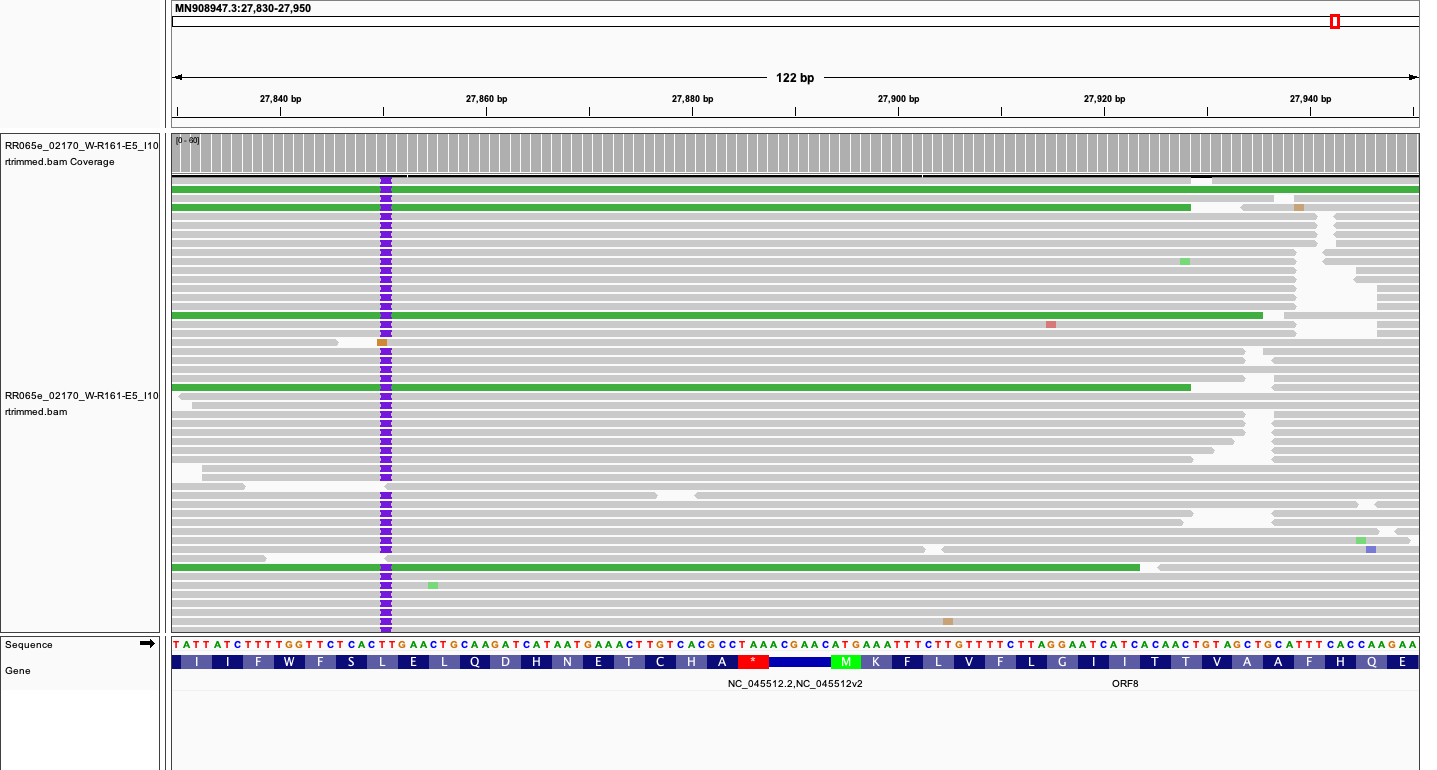 MN908947.3:27,830-27,950
122 bp
27,840 bp 27,860 bp 27,880 bp 27,900 bp 27,920 bp 27,940 bp
RR065e_02170_W-R161-E5_I10
rtrimmed.bam Coverage
[0 - 60]
RR065e_02170_W-R161-E5_I10
rtrimmed.bam
Sequence
TATTATCTTTTGGTTCTCACTTGAACTGCAAGATCATAATGAAACTTGTCACGCCTAAACGAACATGAAATTTCTTGTTTTCTTAGGAATCATCACAACTGTAGCTGCATTTCACCAAGAA
Gene
I I F W F S L E L Q D H N E T C H A * M K F L V F L G I I T T V A A F H Q E
NC_045512.2,NC_045512v2 ORF8